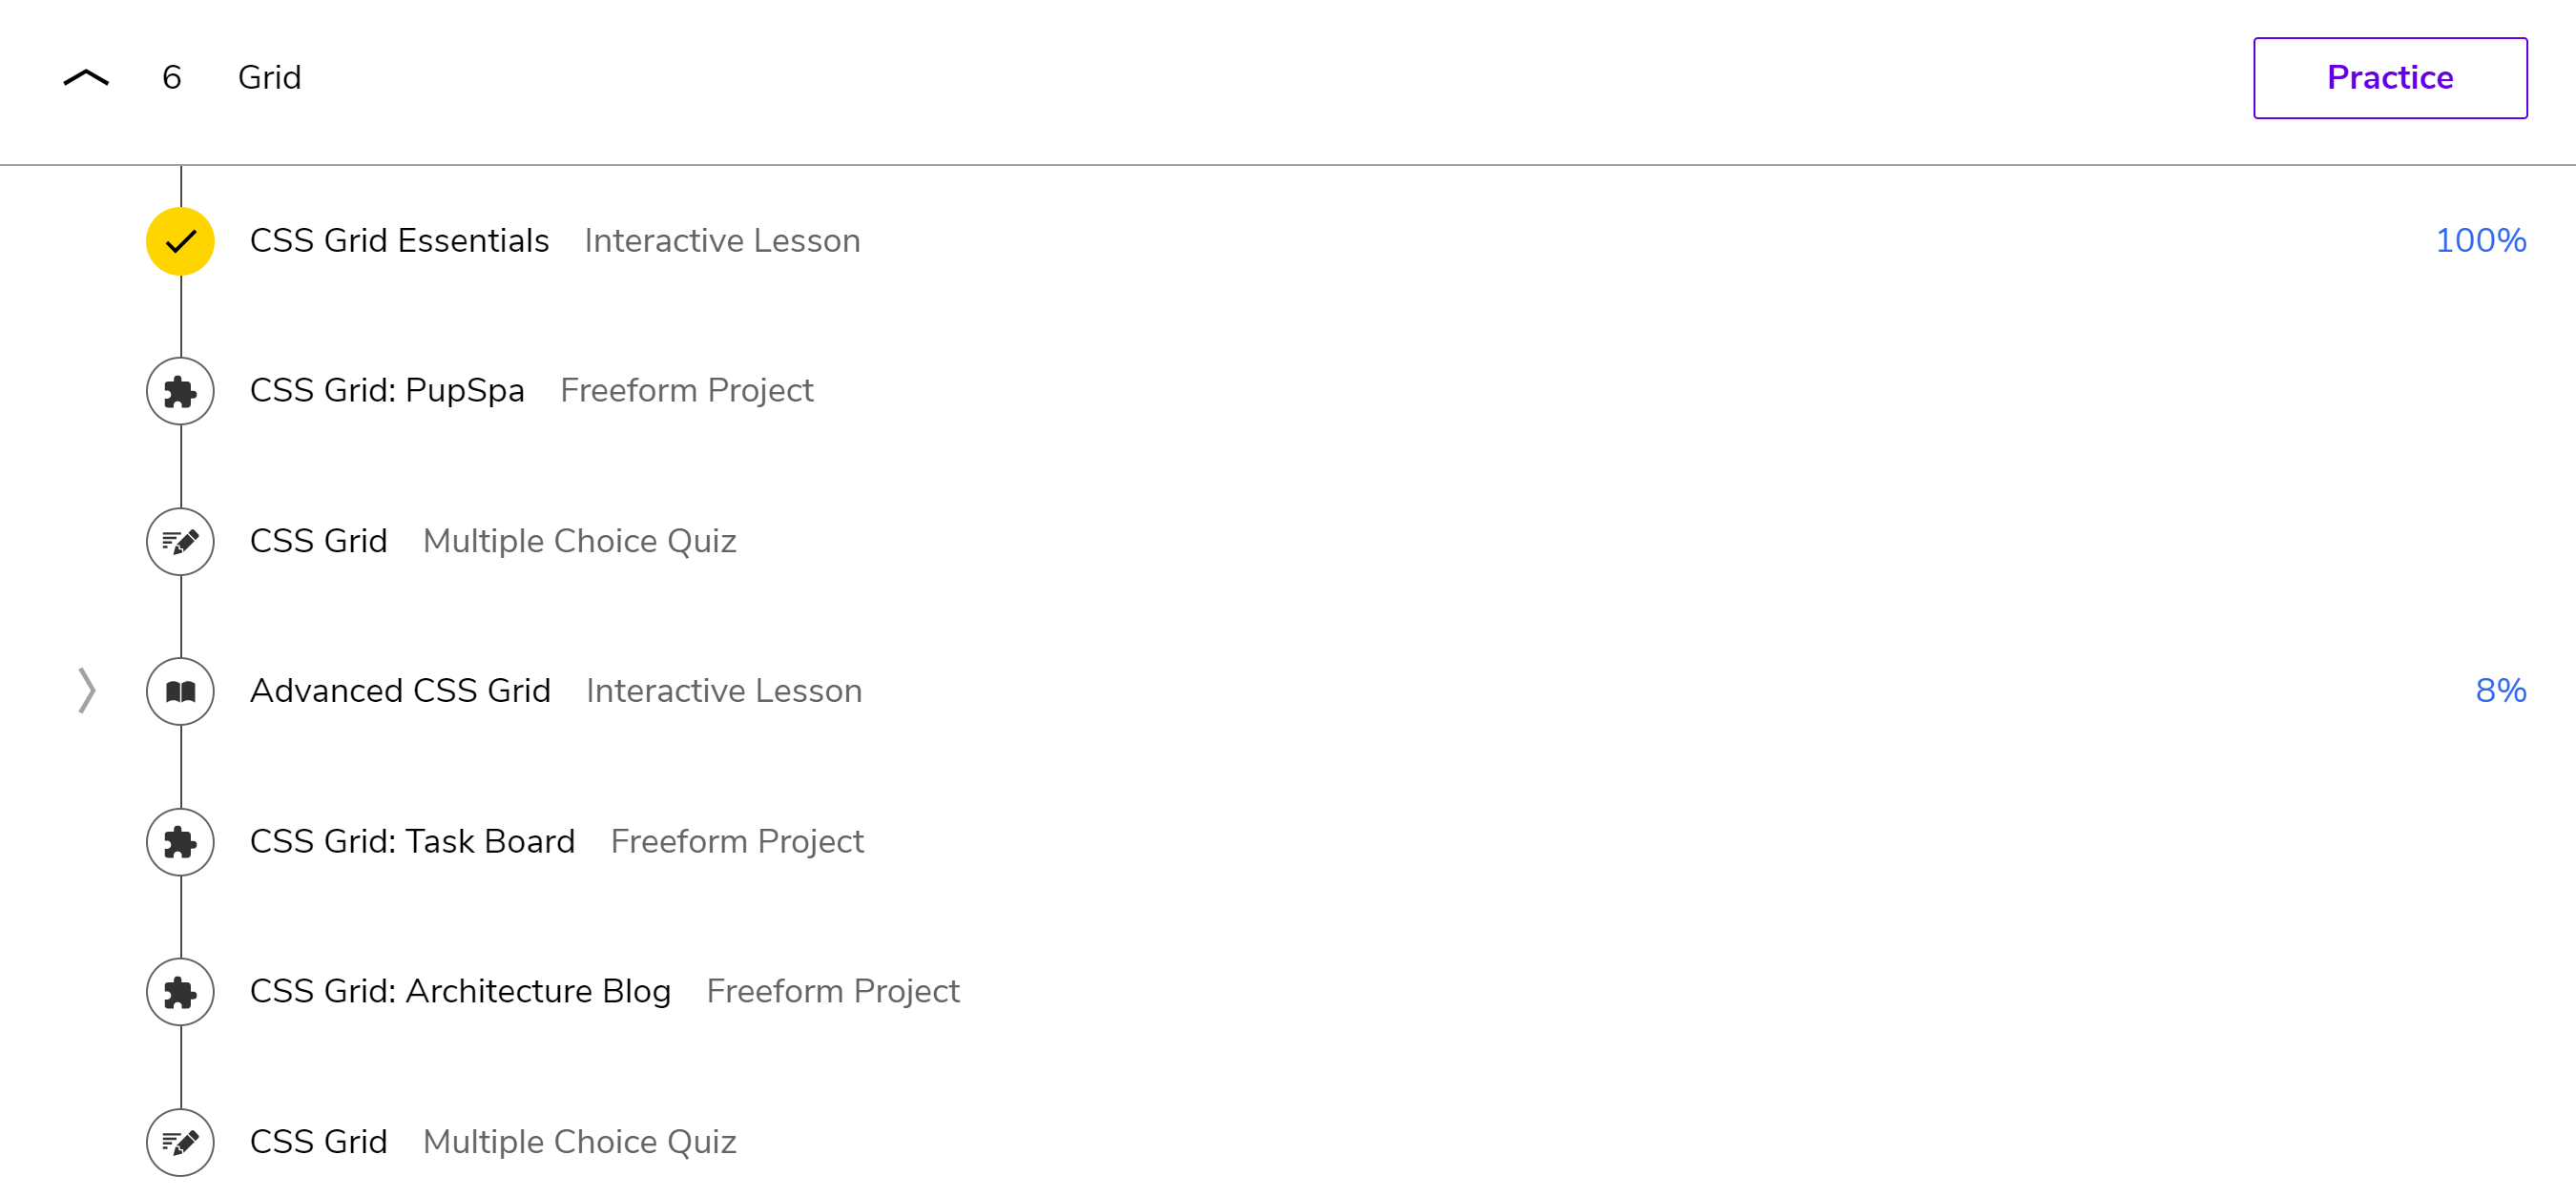 6 Grid Practice
CSS Grid Essentials Interactive Lesson 100%
CSS Grid: PupSpa Freeform Project
CSS Grid Multiple Choice Quiz
Advanced CSS Grid Interactive Lesson 8%
CSS Grid: Task Board Freeform Project
CSS Grid: Architecture Blog Freeform Project
CSS Grid Multiple Choice Quiz